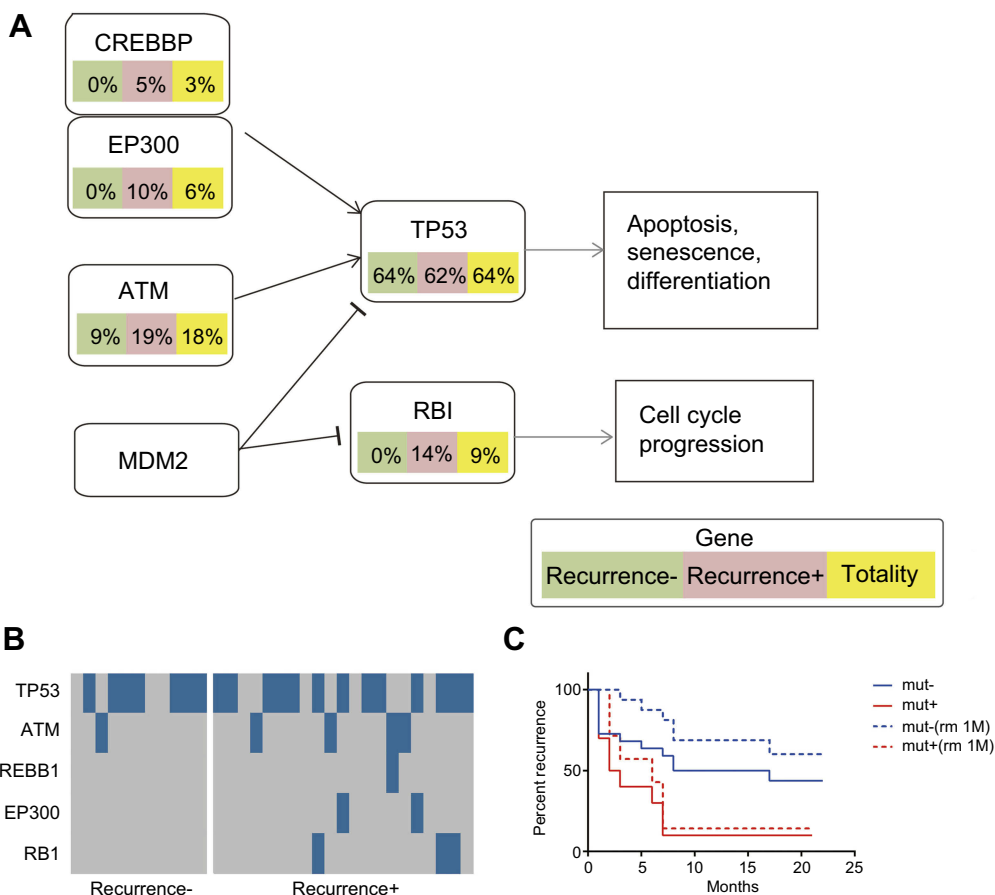 A
CREBBP
0% 5% 3%
EP300
0% 10% 6%
ATM
9% 19% 18%
MDM2
TP53
64% 62% 64%
RBI
0% 14% 9%
Apoptosis,
senescence,
differentiation
Cell cycle
progression
Gene
Recurrence- Recurrence+ Totality
B
TP53
ATM
REBB1
EP300
RB1
Recurrence- Recurrence+
C
Percent recurrence
100
50
0
0 5 10 15 20 25
Months
mut-
mut+
mut-(rm 1M)
mut+(rm 1M)